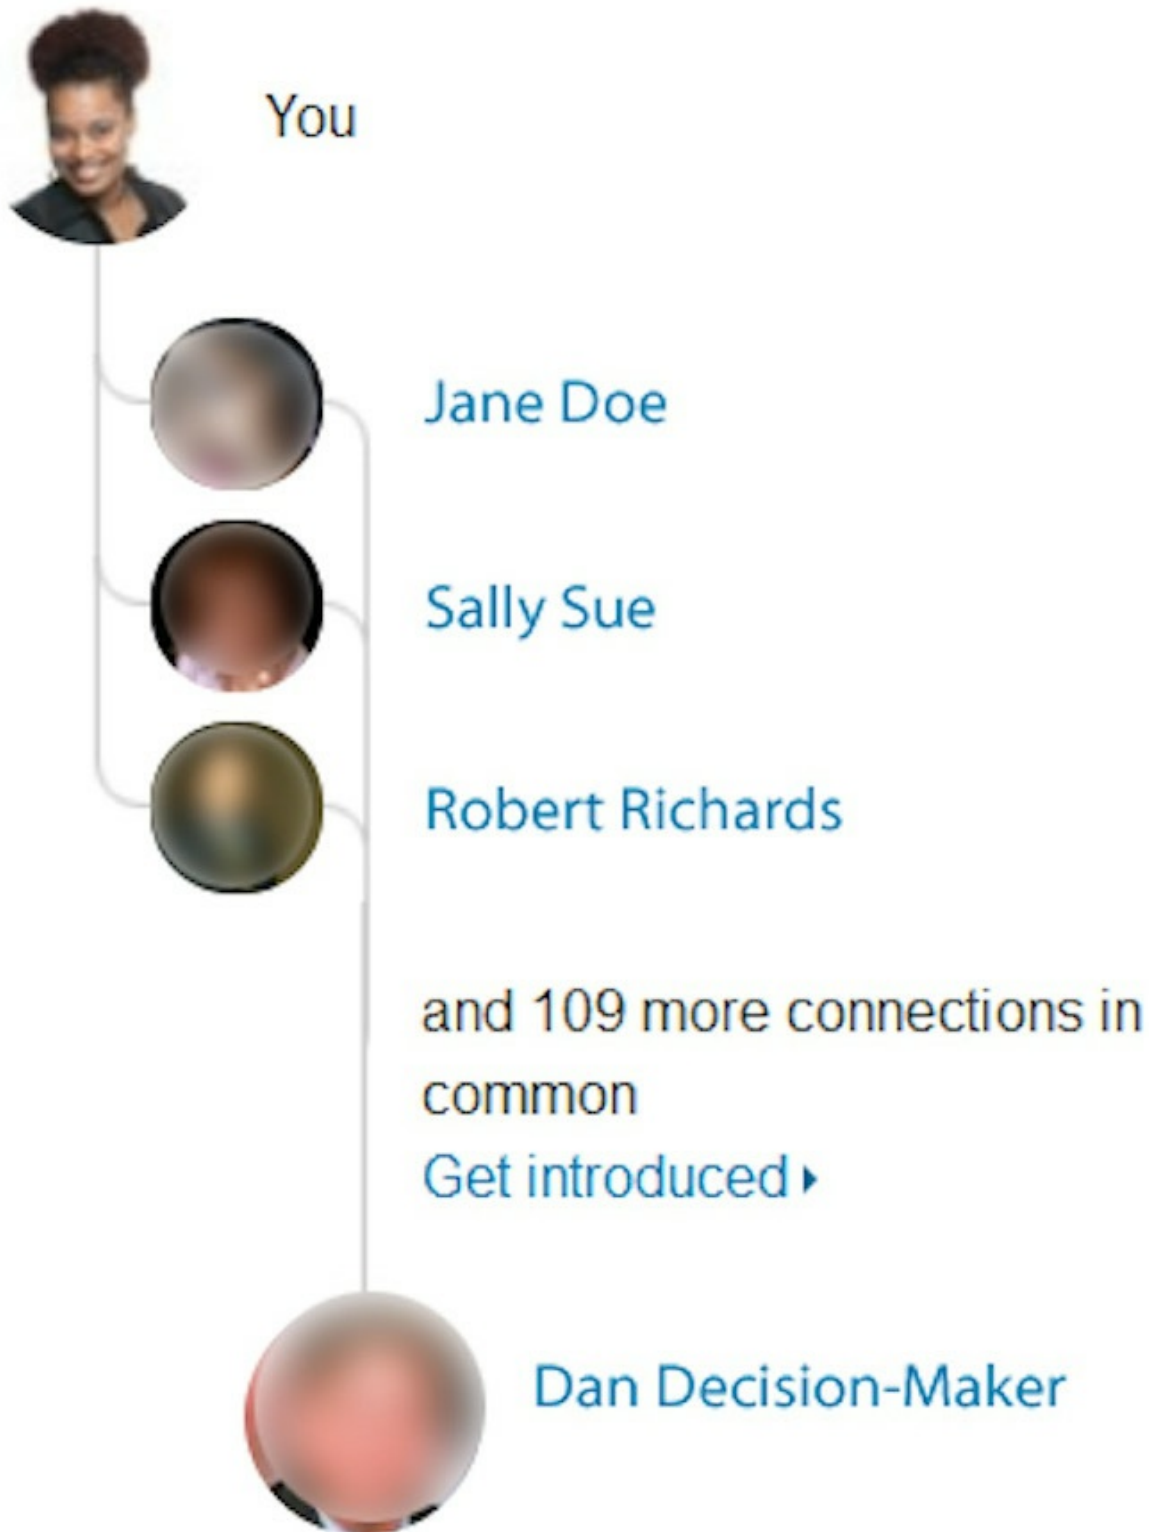 You
Jane Doe
Sally Sue
Robert Richards
and 109 more connections in
common
Get introduced
Dan Decision-Maker